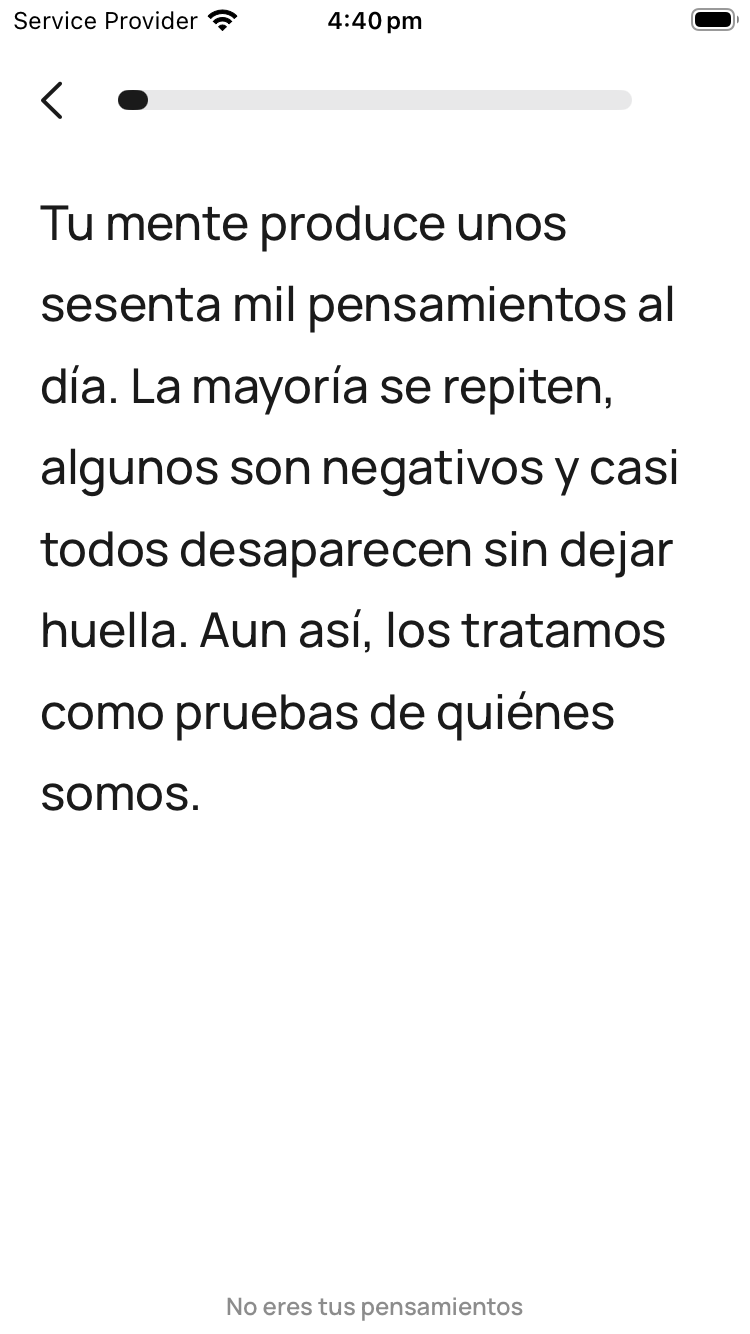 Service Provider 4:40 pm
Tu mente produce unos
sesenta mil pensamientos al
día. La mayoría se repiten,
algunos son negativos y casi
todos desaparecen sin dejar
huella. Aun así, los tratamos
como pruebas de quiénes
somos.
No eres tus pensamientos